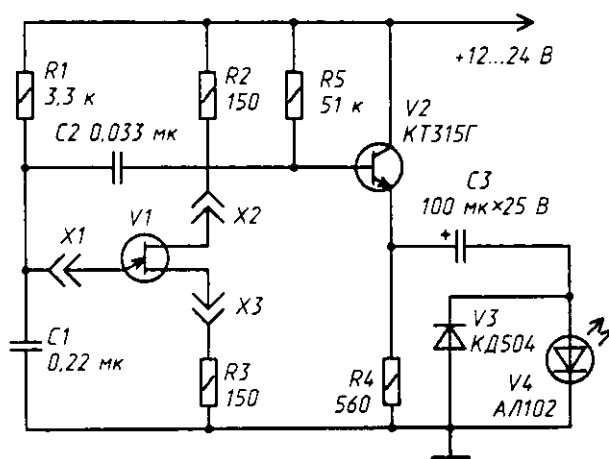 +12...24 В
R1
3,3 к
R2
150
R5
51 к
V2
КТ315Г
C2 0,033 мк
C3
100 мк×25 В
+
X1
V1
X2
X3
C1
0,22 мк
R3
150
R4
560
V3
КД504
V4
АЛ102